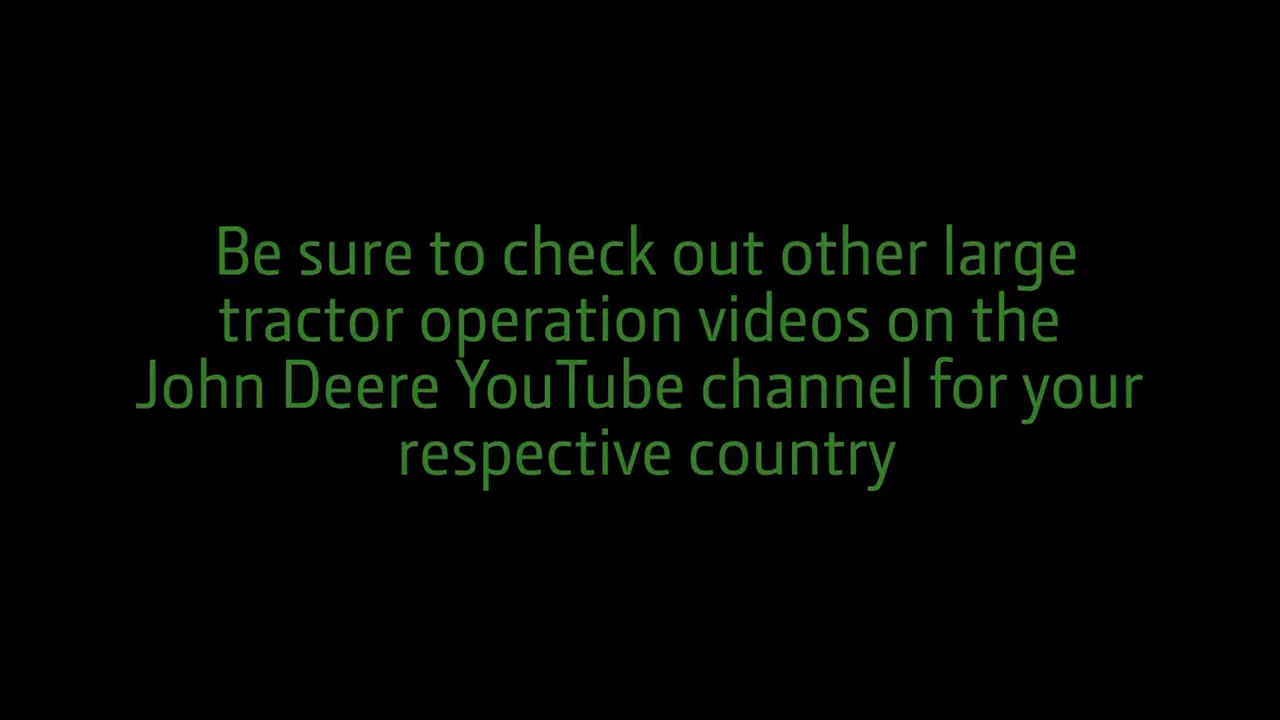 Be sure to check out other large
tractor operation videos on the
John Deere YouTube channel for your
respective country